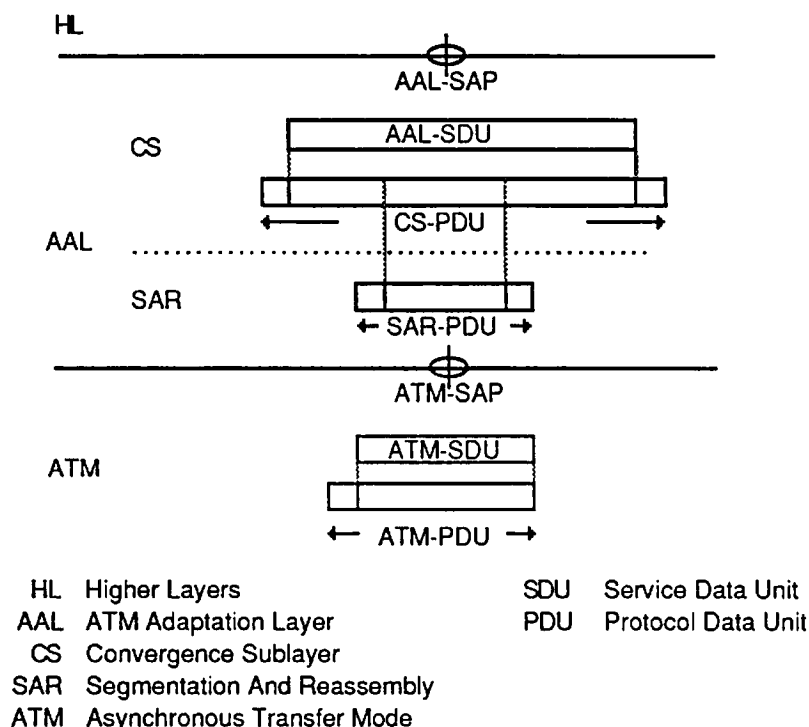 HL
AAL-SAP
CS
AAL-SDU
CS-PDU
AAL
SAR
SAR-PDU
ATM-SAP
ATM
ATM-SDU
ATM-PDU
HL Higher Layers
SDU Service Data Unit
AAL ATM Adaptation Layer
PDU Protocol Data Unit
CS Convergence Sublayer
SAR Segmentation And Reassembly
ATM Asynchronous Transfer Mode